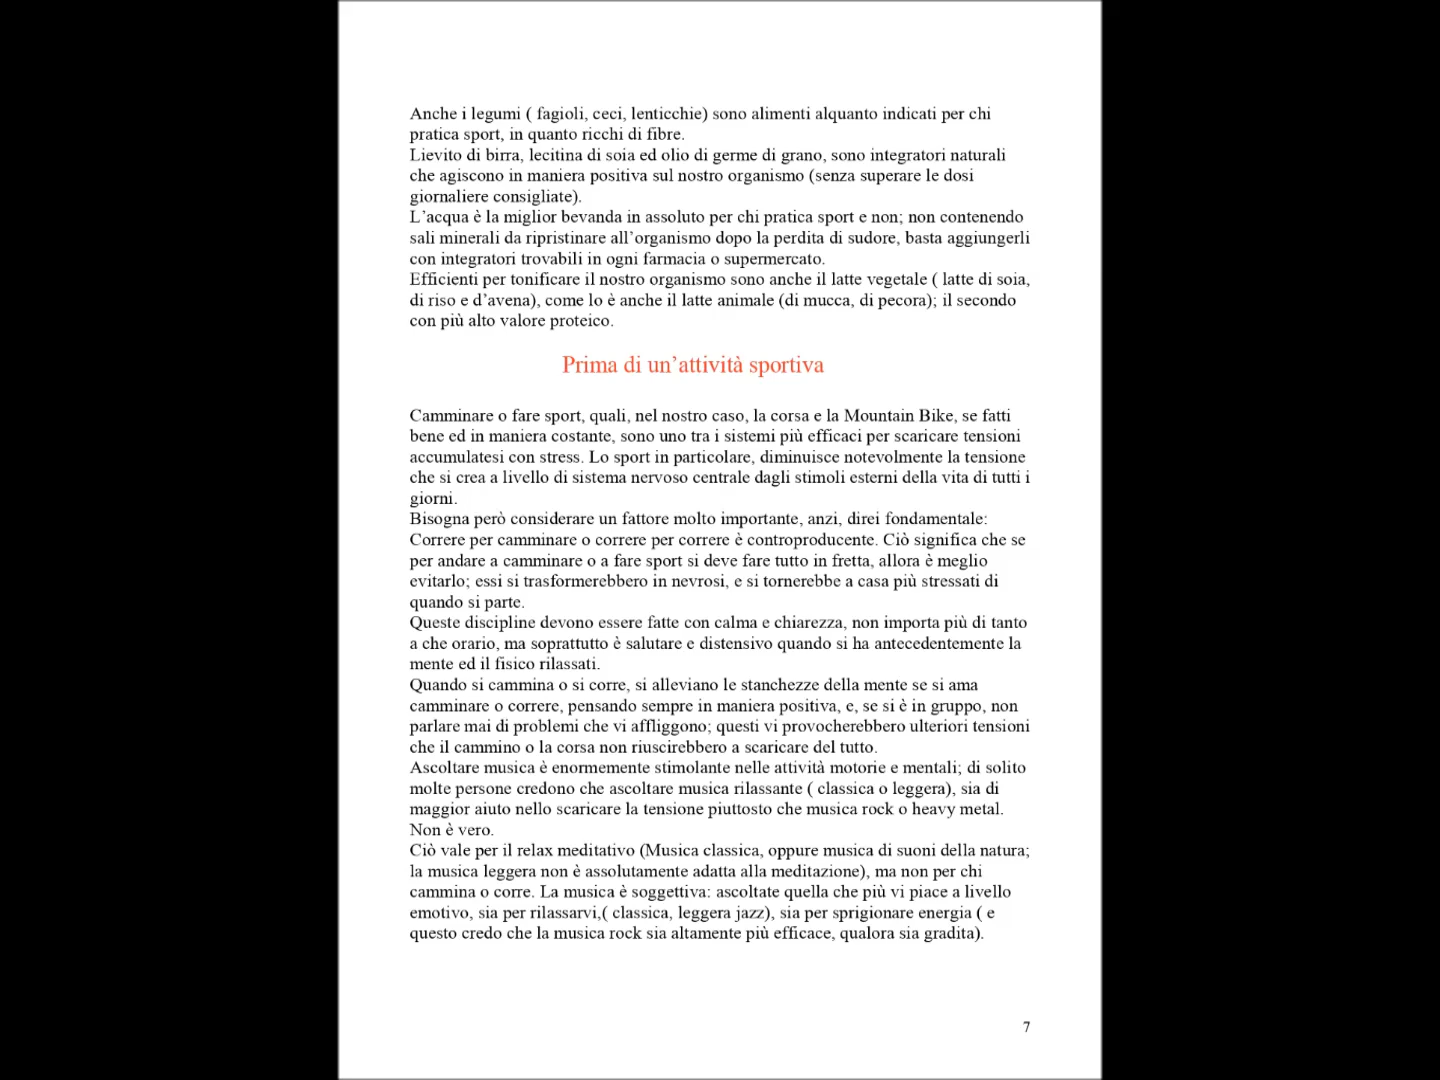 Anche i legumi ( fagioli, ceci, lenticchie) sono alimenti alquanto indicati per chi
pratica sport, in quanto ricchi di fibre.
Lievito di birra, lecitina di soia ed olio di germe di grano, sono integratori naturali
che agiscono in maniera positiva sul nostro organismo (senza superare le dosi
giornaliere consigliate).
L’acqua è la miglior bevanda in assoluto per chi pratica sport e non; non contenendo
sali minerali da ripristinare all’organismo dopo la perdita di sudore, basta aggiungerli
con integratori trovabili in ogni farmacia o supermercato.
Efficienti per tonificare il nostro organismo sono anche il latte vegetale ( latte di soia,
di riso e d’avena), come lo è anche il latte animale (di mucca, di pecora); il secondo
con più alto valore proteico.
Prima di un’attività sportiva
Camminare o fare sport, quali, nel nostro caso, la corsa e la Mountain Bike, se fatti
bene ed in maniera costante, sono uno tra i sistemi più efficaci per scaricare tensioni
accumulatesi con stress. Lo sport in particolare, diminuisce notevolmente la tensione
che si crea a livello di sistema nervoso centrale dagli stimoli esterni della vita di tutti i
giorni.
Bisogna però considerare un fattore molto importante, anzi, direi fondamentale:
Correre per camminare o correre per correre è controproducente. Ciò significa che se
per andare a camminare o a fare sport si deve fare tutto in fretta, allora è meglio
evitarlo; essi si trasformerebbero in nevrosi, e si tornerebbe a casa più stressati di
quando si parte.
Queste discipline devono essere fatte con calma e chiarezza, non importa più di tanto
a che orario, ma soprattutto è salutare e distensivo quando si ha antecedentemente la
mente ed il fisico rilassati.
Quando si cammina o si corre, si alleviano le stanchezze della mente se si ama
camminare o correre, pensando sempre in maniera positiva, e, se si è in gruppo, non
parlare mai di problemi che vi affliggono; questi vi provocherebbero ulteriori tensioni
che il cammino o la corsa non riuscirebbero a scaricare del tutto.
Ascoltare musica è enormemente stimolante nelle attività motorie e mentali; di solito
molte persone credono che ascoltare musica rilassante ( classica o leggera), sia di
maggior aiuto nello scaricare la tensione piuttosto che musica rock o heavy metal.
Non è vero.
Ciò vale per il relax meditativo (Musica classica, oppure musica di suoni della natura;
la musica leggera non è assolutamente adatta alla meditazione), ma non per chi
cammina o corre. La musica è soggettiva: ascoltate quella che più vi piace a livello
emotivo, sia per rilassarvi,( classica, leggera jazz), sia per sprigionare energia ( e
questo credo che la musica rock sia altamente più efficace, qualora sia gradita).
7